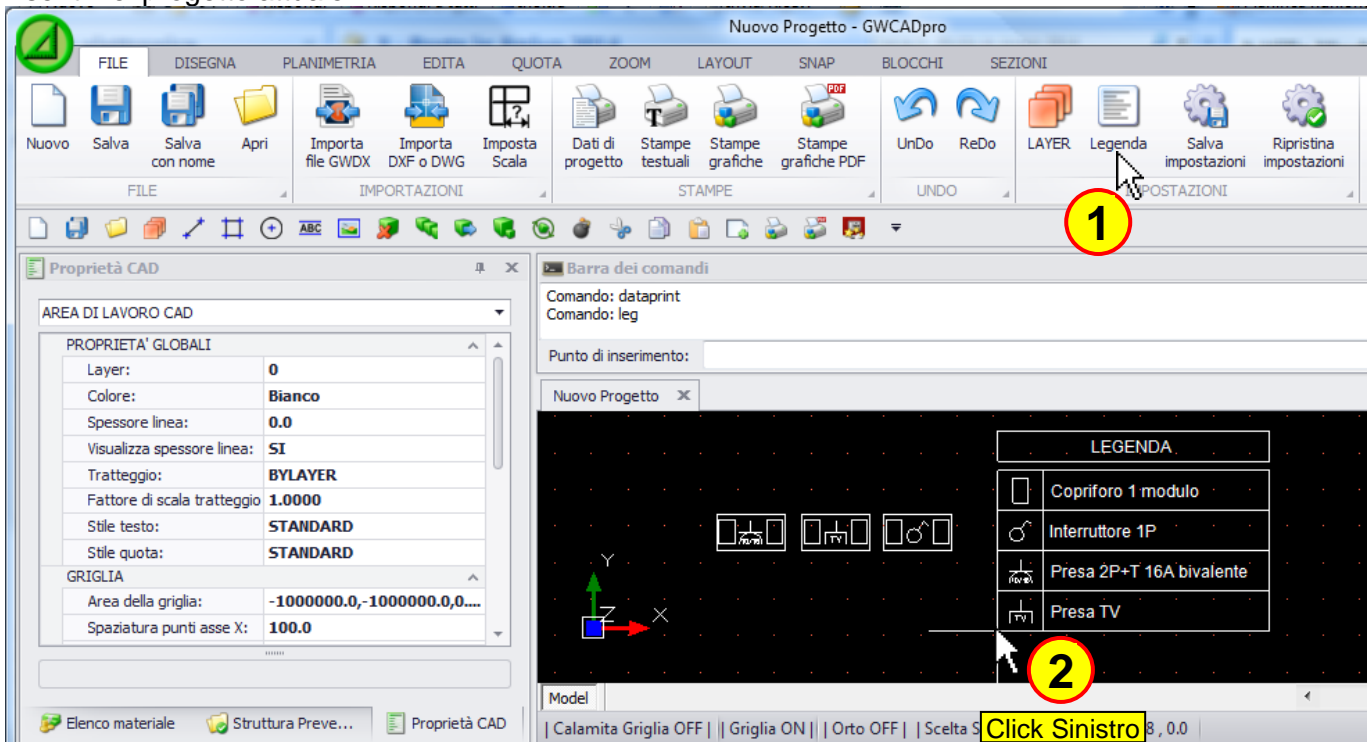 Nuovo Progetto - GWCADpro
FILE DISEGNA PLANIMETRIA EDITA QUOTA ZOOM LAYOUT SNAP BLOCCHI SEZIONI
Nuovo Salva Salva con nome Apri Importa file GWDX Importa DXF o DWG Imposta Scala Dati di progetto Stampe testuali Stampe grafiche Stampe grafiche PDF UnDo ReDo LAYER Legenda Salva impostazioni Ripristina impostazioni
FILE IMPORTAZIONI STAMPE UNDO
1
Proprietà CAD
AREA DI LAVORO CAD
PROPRIETA' GLOBALI
Layer: 0
Colore: Bianco
Spessore linea: 0.0
Visualizza spessore linea: SI
Tratteggio: BYLAYER
Fattore di scala tratteggio 1.0000
Stile testo: STANDARD
Stile quota: STANDARD
GRIGLIA
Area della griglia: -1000000.0,-1000000.0,0....
Spaziatura punti asse X: 100.0
Elenco materiale Struttura Preve... Proprietà CAD
Barra dei comandi
Comando: dataprint
Comando: leg
Punto di inserimento:
Nuovo Progetto
LEGENDA
Copriforo 1 modulo
Interruttore 1P
Presa 2P+T 16A bivalente
TV Presa TV
TV
Y
Z X
2
Model
| Calamita Griglia OFF | | Griglia ON | | Orto OFF | | Scelta S
Click Sinistro
8 , 0.0